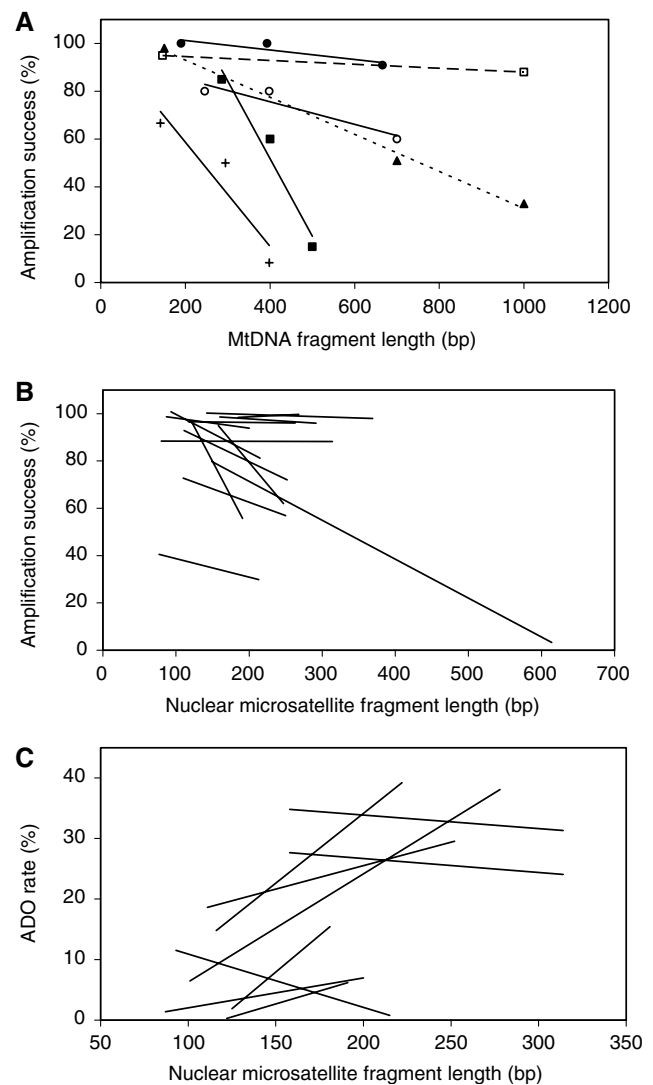 A
Amplification success (%)
100
80
60
40
20
0
0 200 400 600 800 1000 1200
MtDNA fragment length (bp)
B
Amplification success (%)
100
80
60
40
20
0
0 100 200 300 400 500 600 700
Nuclear microsatellite fragment length (bp)
C
ADO rate (%)
40
30
20
10
0
50 100 150 200 250 300 350
Nuclear microsatellite fragment length (bp)